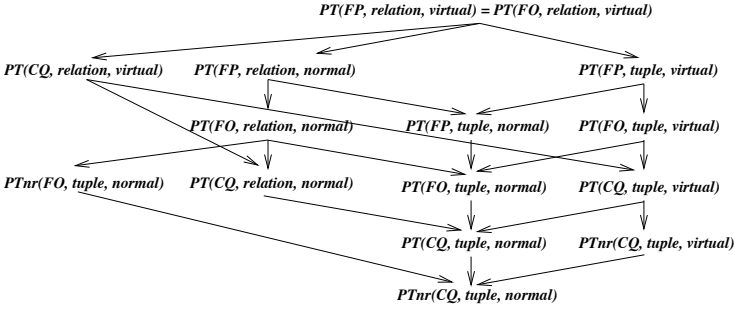 PT(FP, relation, virtual) = PT(FO, relation, virtual)
PT(CQ, relation, virtual) PT(FP, relation, normal) PT(FP, tuple, virtual)
PT(FO, relation, normal) PT(FP, tuple, normal) PT(FO, tuple, virtual)
PTnr(FO, tuple, normal) PT(CQ, relation, normal) PT(FO, tuple, normal) PT(CQ, tuple, virtual)
PT(CQ, tuple, normal) PTnr(CQ, tuple, virtual)
PTnr(CQ, tuple, normal)